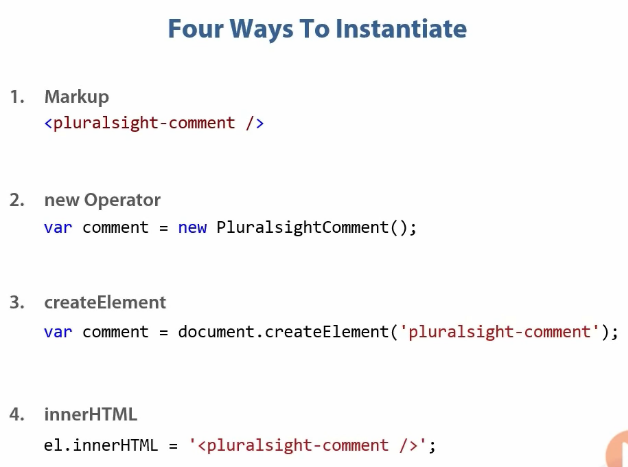 Four Ways To Instantiate
1. Markup
<pluralsight-comment />
2. new Operator
var comment = new PluralsightComment();
3. createElement
var comment = document.createElement('pluralsight-comment');
4. innerHTML
el.innerHTML = '<pluralsight-comment />';